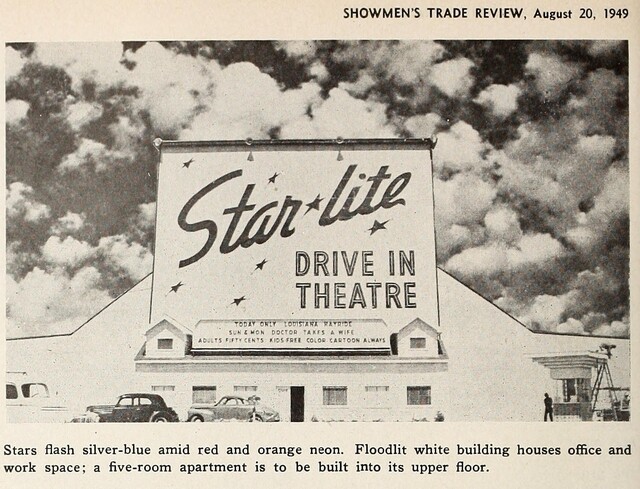 SHOWMEN'S TRADE REVIEW, August 20, 1949
Star lite
DRIVE IN
THEATRE
TODAY ONLY LOUISIANA HAYRIDE
SUN & MON DOCTOR TAKES A WIFE
ADULTS FIFTY CENTS KIDS FREE COLOR CARTOON ALWAYS
Stars flash silver-blue amid red and orange neon. Floodlit white building houses office and
work space; a five-room apartment is to be built into its upper floor.